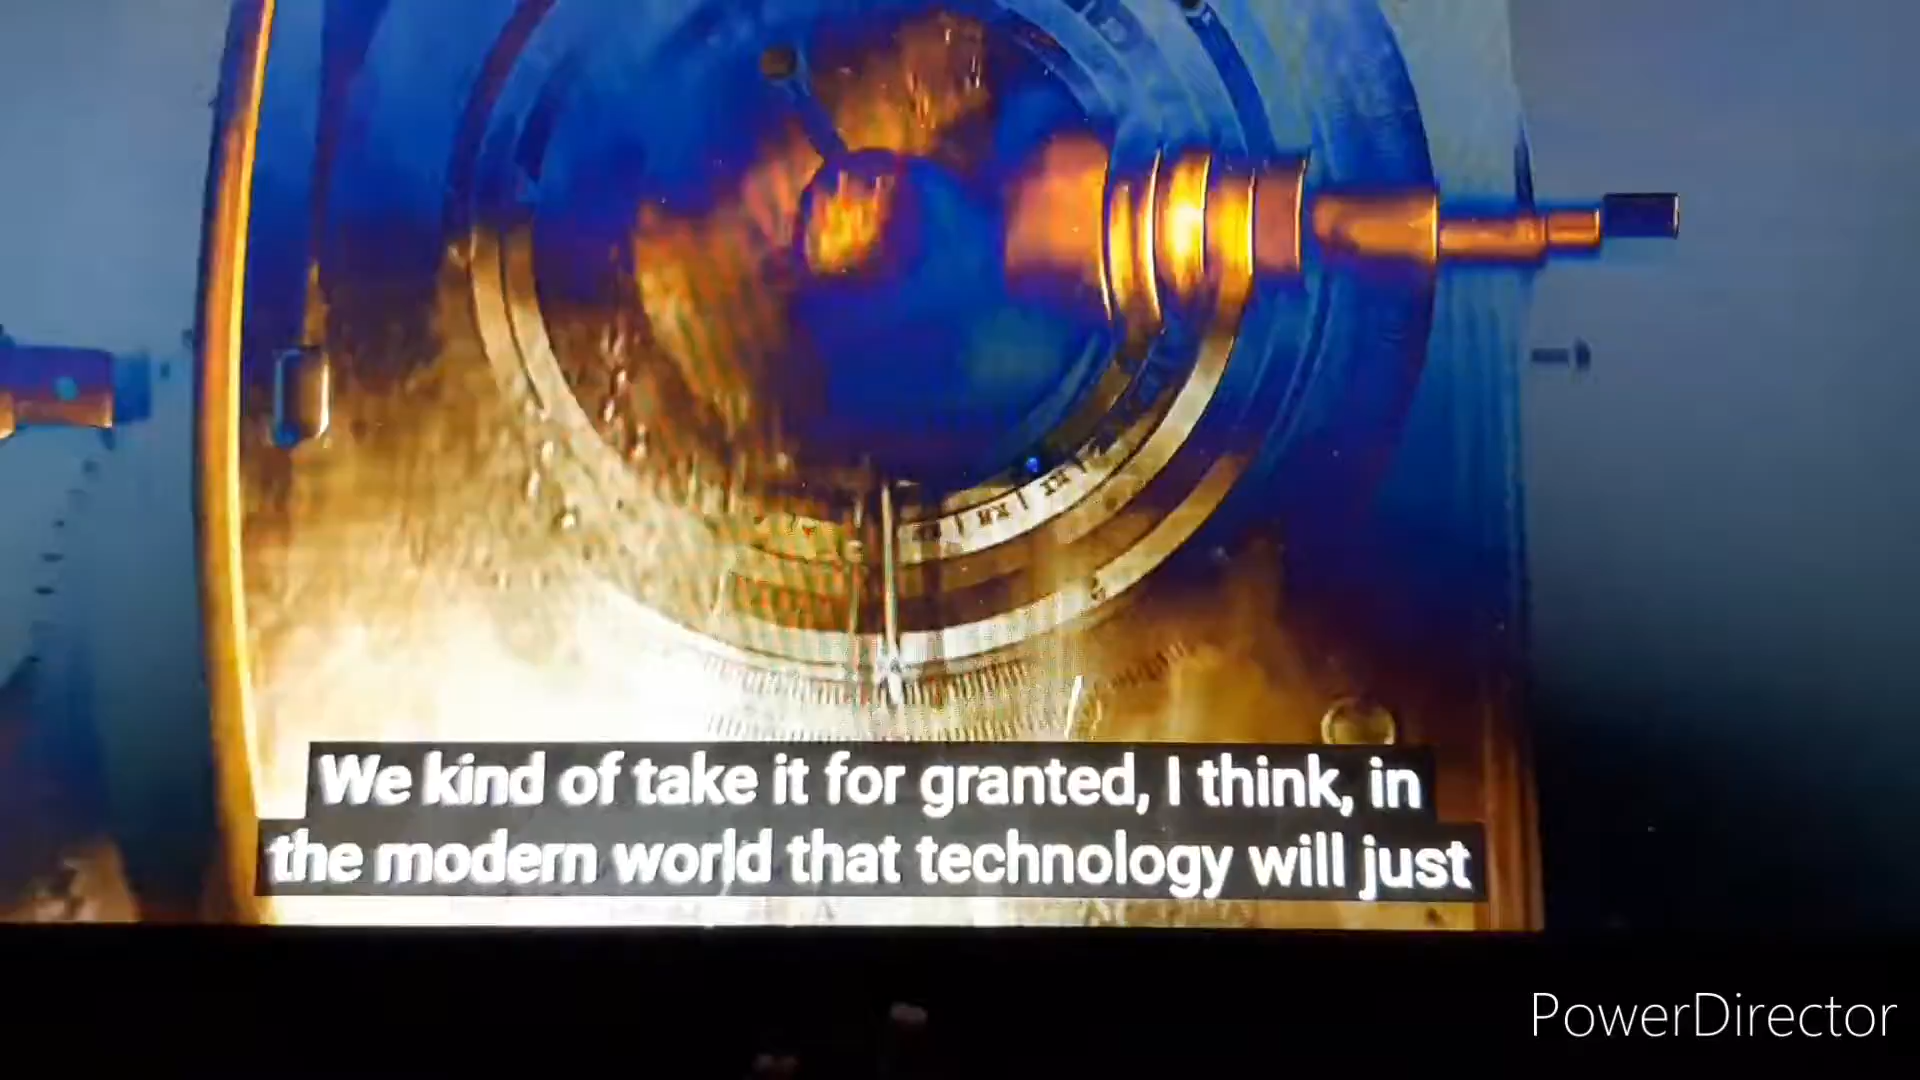 We kind of take it for granted, I think, in
the modern world that technology will just
PowerDirector